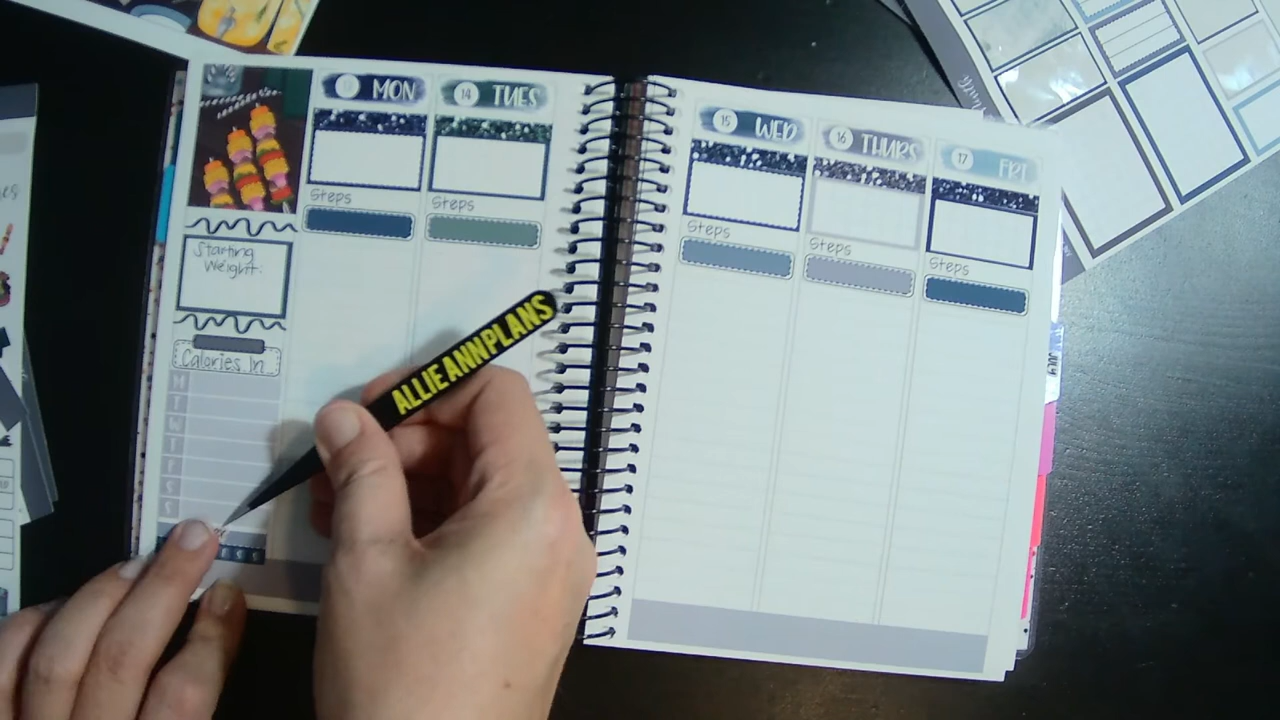 MON
14 TUES
15 WED
16 THURS
17 FRI
Steps
Steps
Steps
Steps
Steps
Starting
Weight:
Calories In
M
T
W
T
F
S
S
ALLIEANNPLANS